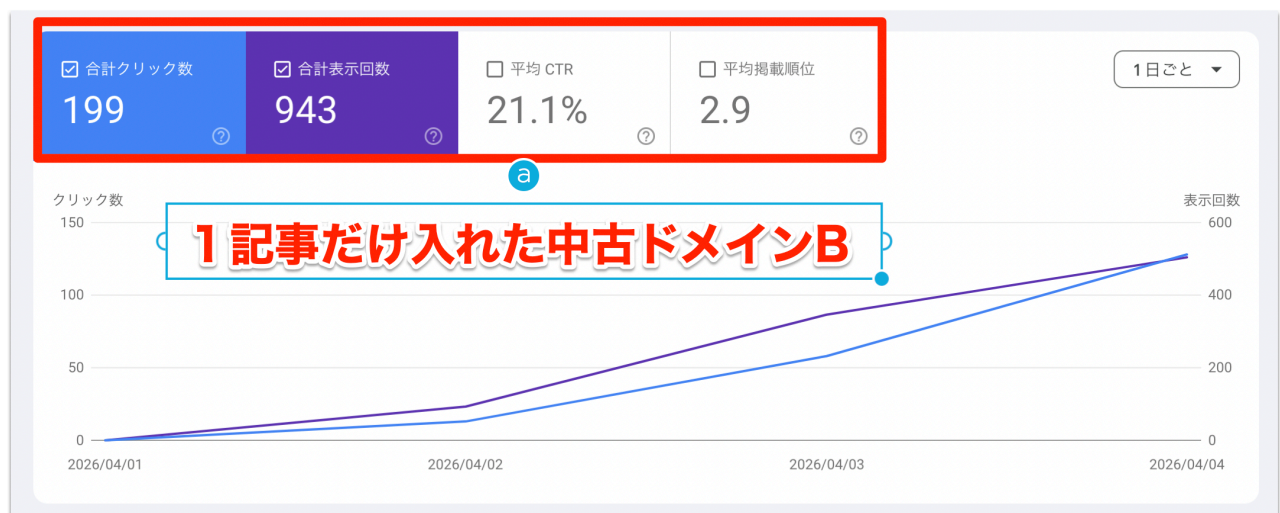 合計クリック数
199
合計表示回数
943
平均 CTR
21.1%
平均掲載順位
2.9
1日ごと
a
クリック数
表示回数
１記事だけ入れた中古ドメインB
150
600
100
400
50
200
0
0
2026/04/01
2026/04/02
2026/04/03
2026/04/04